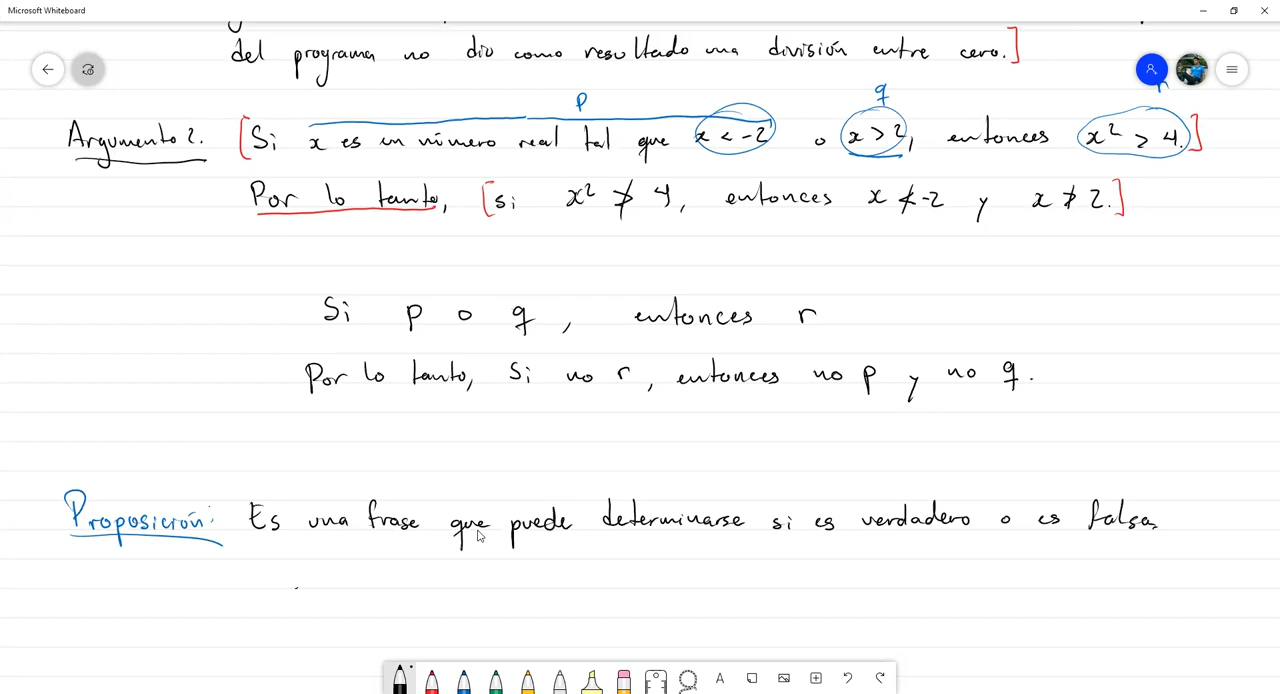 Microsoft Whiteboard
del programa no dio como resultado una división entre cero.]
p q r
Argumento 2. [Si x es un número real tal que x < -2 o x > 2, entonces x² > 4.]
Por lo tanto, [si x² ≯ 4, entonces x ≮ -2 y x ≯ 2.]
Si p o q, entonces r
Por lo tanto, Si no r, entonces no p y no q.
Proposición: Es una frase que puede determinarse si es verdadero o es falsa.